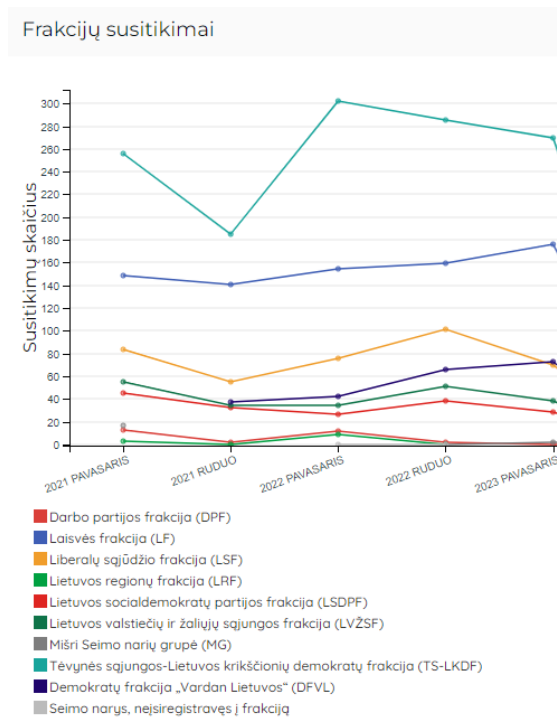 Frakcijų susitikimai
Susitikimų skaičius
300
280
260
240
220
200
180
160
140
120
100
80
60
40
20
0
2021 PAVASARIS
2021 RUDUO
2022 PAVASARIS
2022 RUDUO
2023 PAVASARIS
Darbo partijos frakcija (DPF)
Laisvės frakcija (LF)
Liberalų sąjūdžio frakcija (LSF)
Lietuvos regionų frakcija (LRF)
Lietuvos socialdemokratų partijos frakcija (LSDPF)
Lietuvos valstiečių ir žaliųjų sąjungos frakcija (LVŽSF)
Mišri Seimo narių grupė (MG)
Tėvynės sąjungos-Lietuvos krikščionių demokratų frakcija (TS-LKDF)
Demokratų frakcija „Vardan Lietuvos“ (DFVL)
Seimo narys, neįsiregistravęs į frakciją